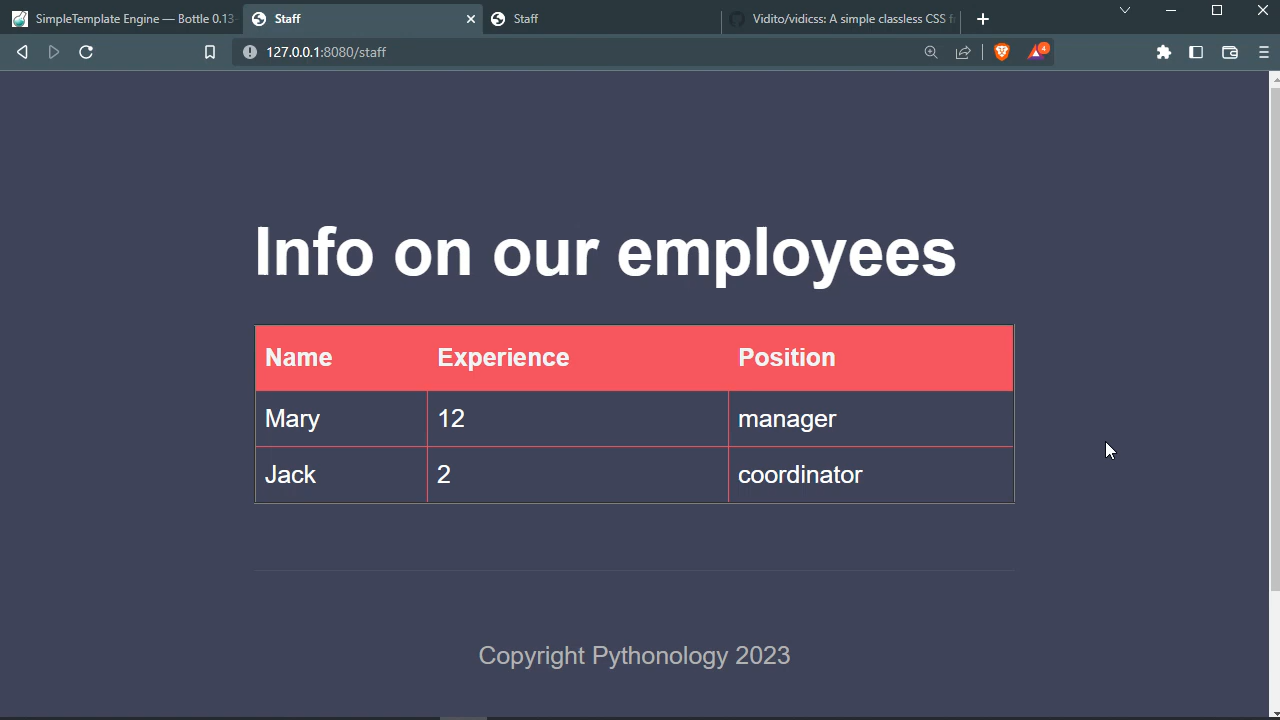 SimpleTemplate Engine — Bottle 0.13
Staff
Staff
Vidito/vidicss: A simple classless CSS f
127.0.0.1:8080/staff
4
Info on our employees
Name Experience Position
Mary 12 manager
Jack 2 coordinator
Copyright Pythonology 2023